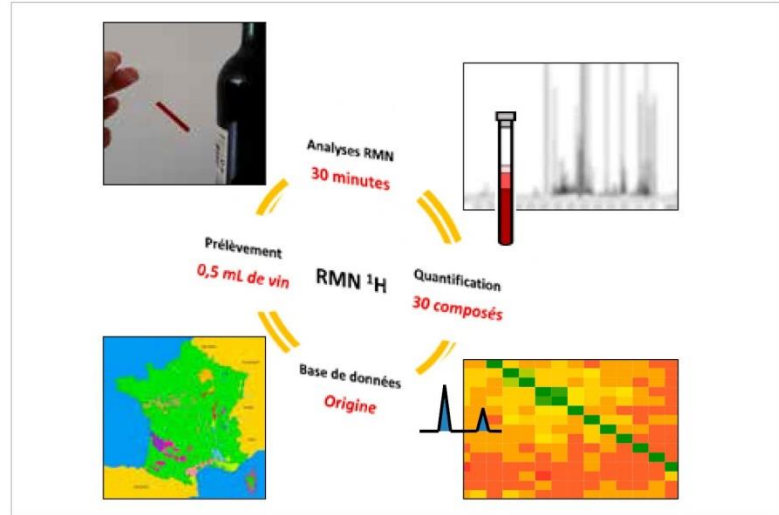 Analyses RMN
30 minutes
Prélèvement
0,5 mL de vin
RMN ¹H
Quantification
30 composés
Base de données
Origine